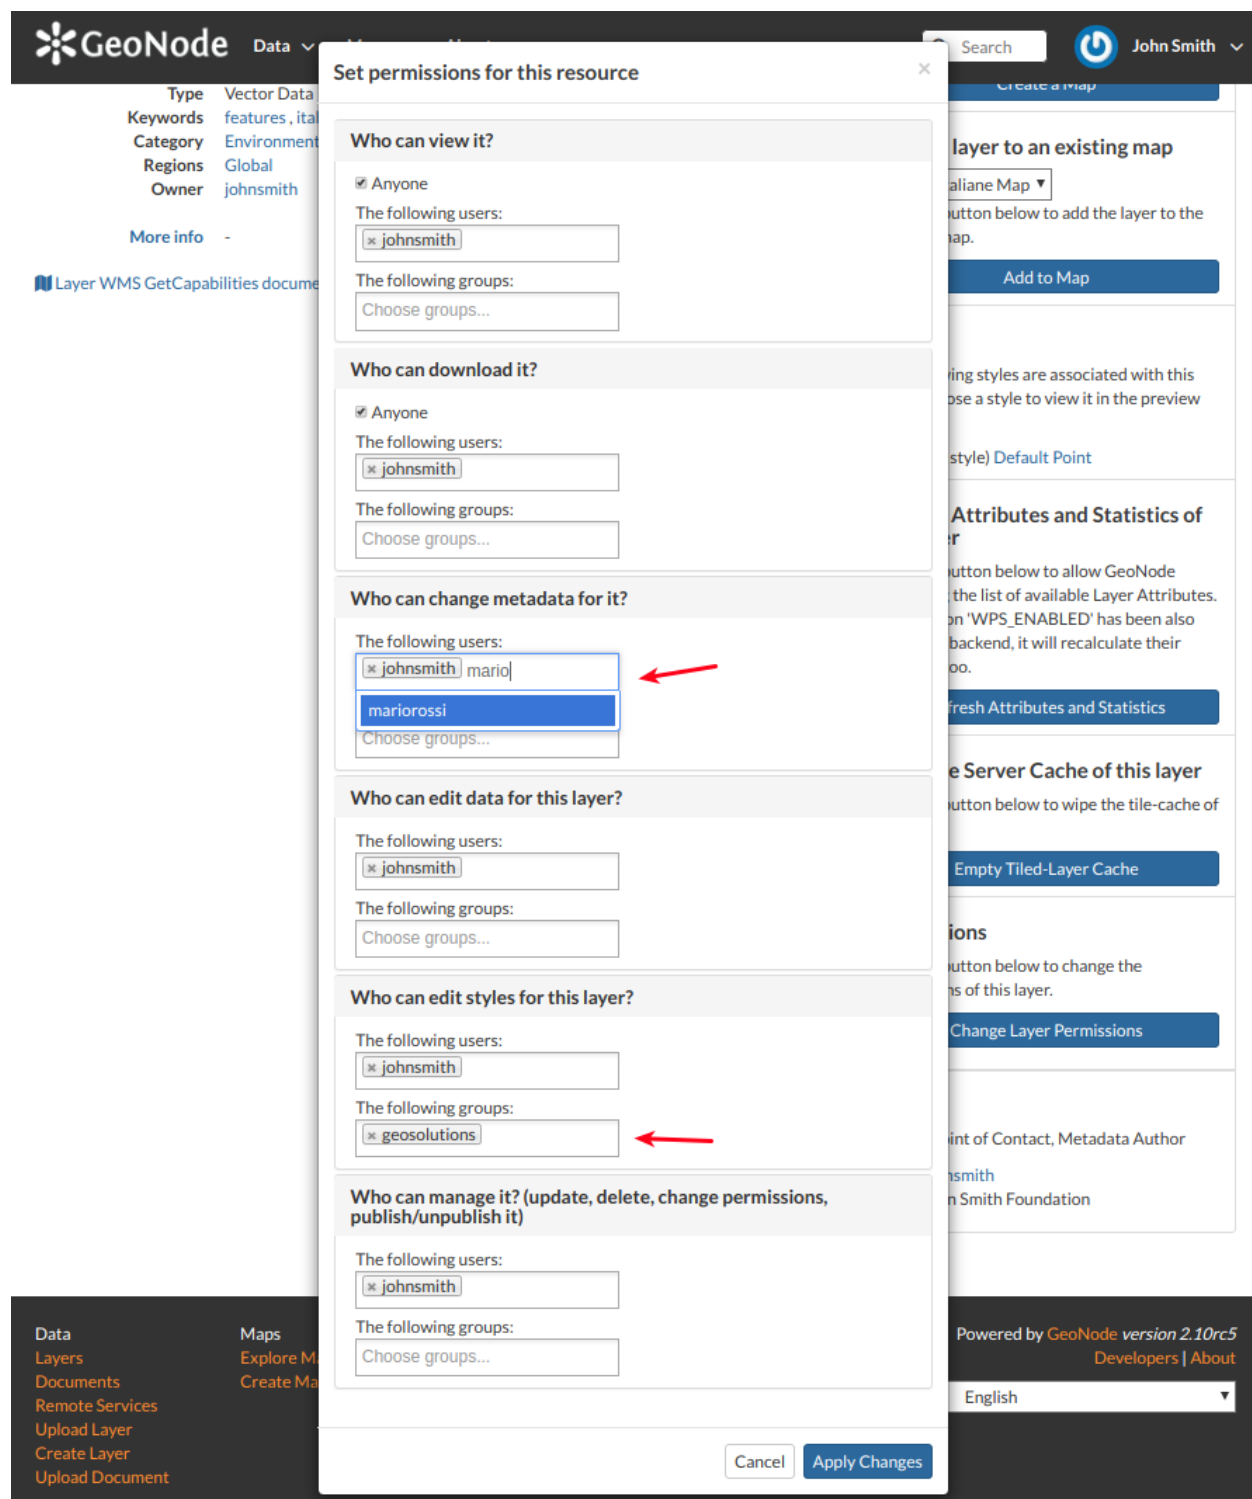 GeoNode
Data
Search
John Smith
Set permissions for this resource
×
Type Vector Data
Keywords features , ital
Category Environment
Regions Global
Owner johnsmith
More info -
Layer WMS GetCapabilities docume
Who can view it?
Anyone
The following users:
× johnsmith
The following groups:
Choose groups...
Who can download it?
Anyone
The following users:
× johnsmith
The following groups:
Choose groups...
Who can change metadata for it?
The following users:
× johnsmith mario
mariorossi
Choose groups...
Who can edit data for this layer?
The following users:
× johnsmith
The following groups:
Choose groups...
Who can edit styles for this layer?
The following users:
× johnsmith
The following groups:
× geosolutions
Who can manage it? (update, delete, change permissions,
publish/unpublish it)
The following users:
× johnsmith
The following groups:
Choose groups...
Cancel
Apply Changes
Create a Map
layer to an existing map
aliane Map
utton below to add the layer to the
ap.
Add to Map
ing styles are associated with this
ose a style to view it in the preview
style) Default Point
Attributes and Statistics of
r
utton below to allow GeoNode
the list of available Layer Attributes.
on 'WPS_ENABLED' has been also
backend, it will recalculate their
oo.
fresh Attributes and Statistics
e Server Cache of this layer
utton below to wipe the tile-cache of
Empty Tiled-Layer Cache
ions
utton below to change the
ns of this layer.
Change Layer Permissions
int of Contact, Metadata Author
nsmith
n Smith Foundation
Data
Layers
Documents
Remote Services
Upload Layer
Create Layer
Upload Document
Maps
Explore M
Create Ma
Powered by GeoNode version 2.10rc5
Developers | About
English